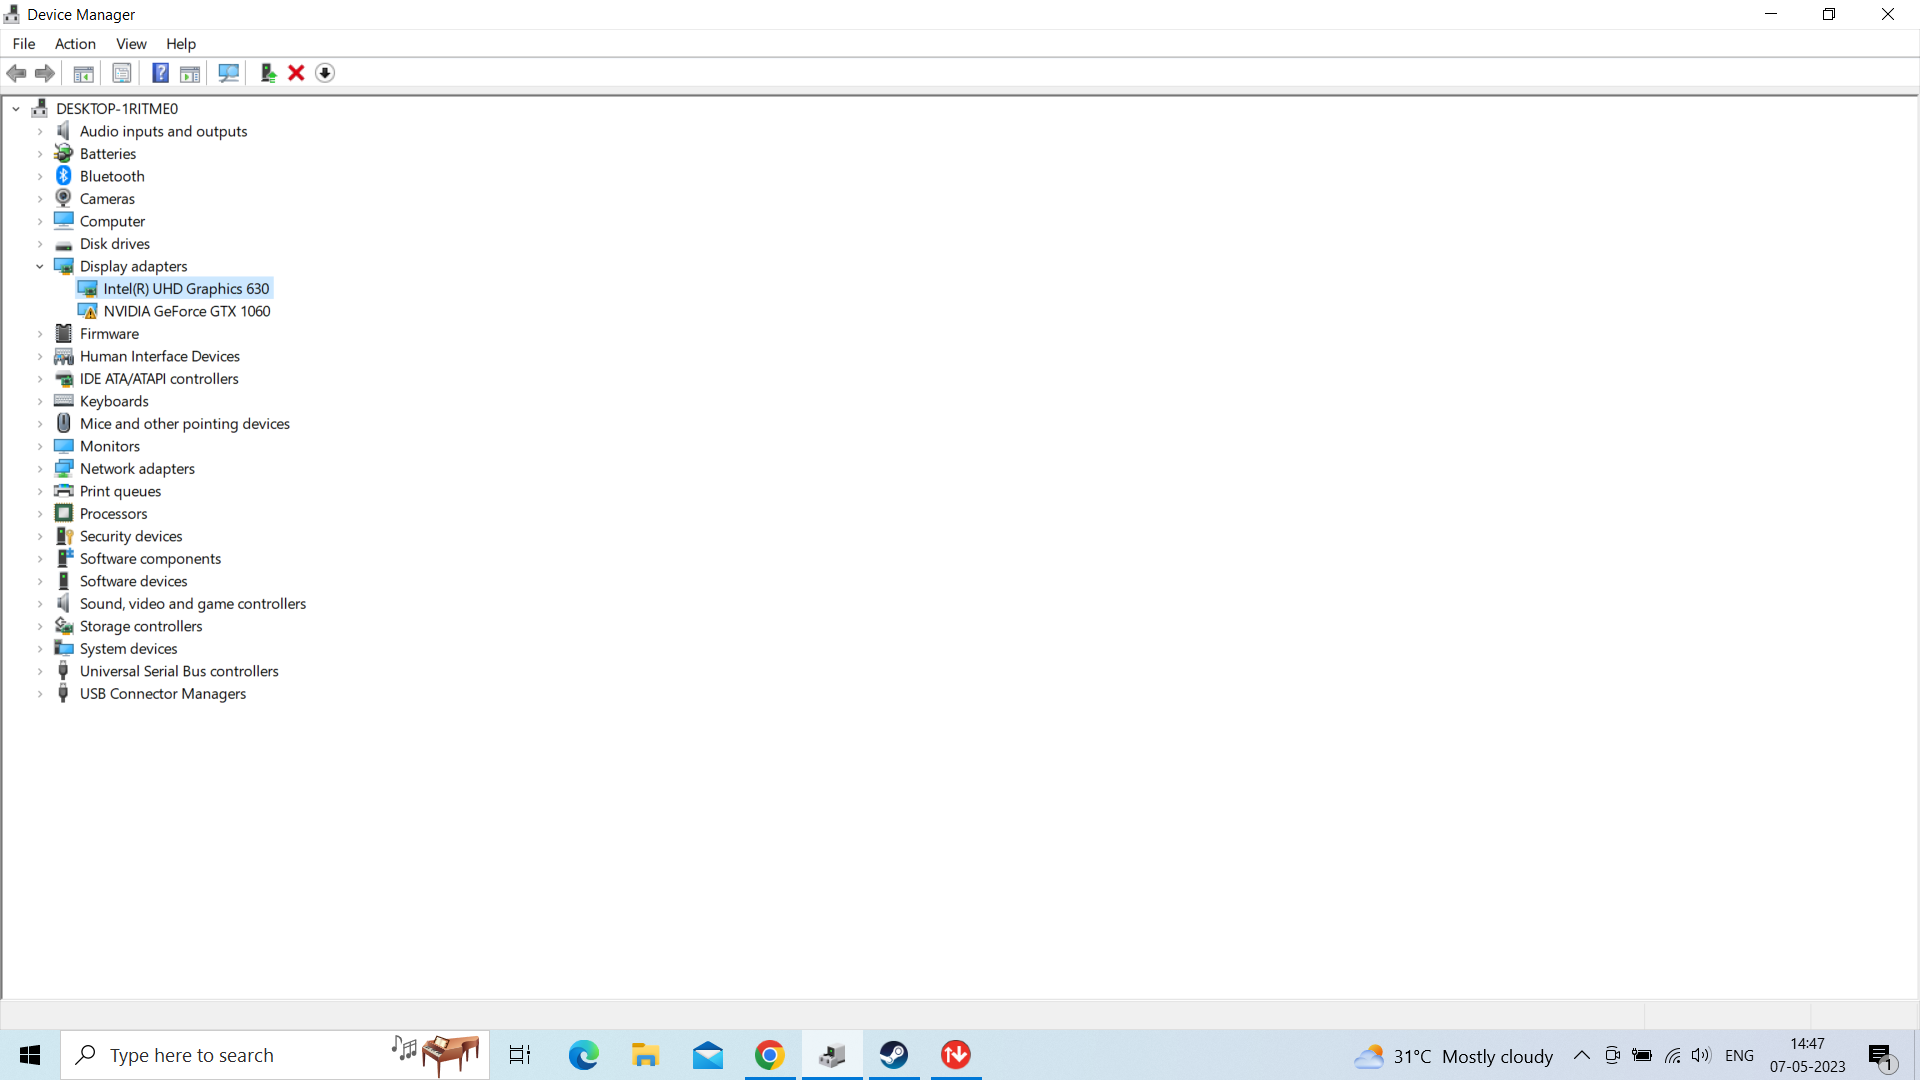 Device Manager
File Action View Help
DESKTOP-1RITME0
Audio inputs and outputs
Batteries
Bluetooth
Cameras
Computer
Disk drives
Display adapters
Intel(R) UHD Graphics 630
NVIDIA GeForce GTX 1060
Firmware
Human Interface Devices
IDE ATA/ATAPI controllers
Keyboards
Mice and other pointing devices
Monitors
Network adapters
Print queues
Processors
Security devices
Software components
Software devices
Sound, video and game controllers
Storage controllers
System devices
Universal Serial Bus controllers
USB Connector Managers
Type here to search
31°C Mostly cloudy
ENG
14:47
07-05-2023
1